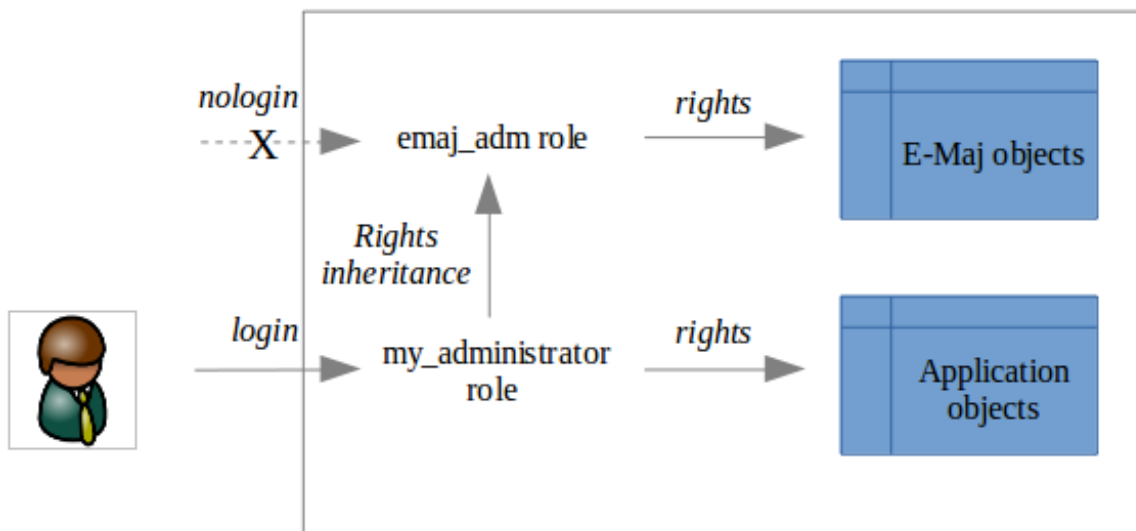 nologin
X
emaj_adm role
rights
E-Maj objects
Rights
inheritance
login
my_administrator
role
rights
Application
objects